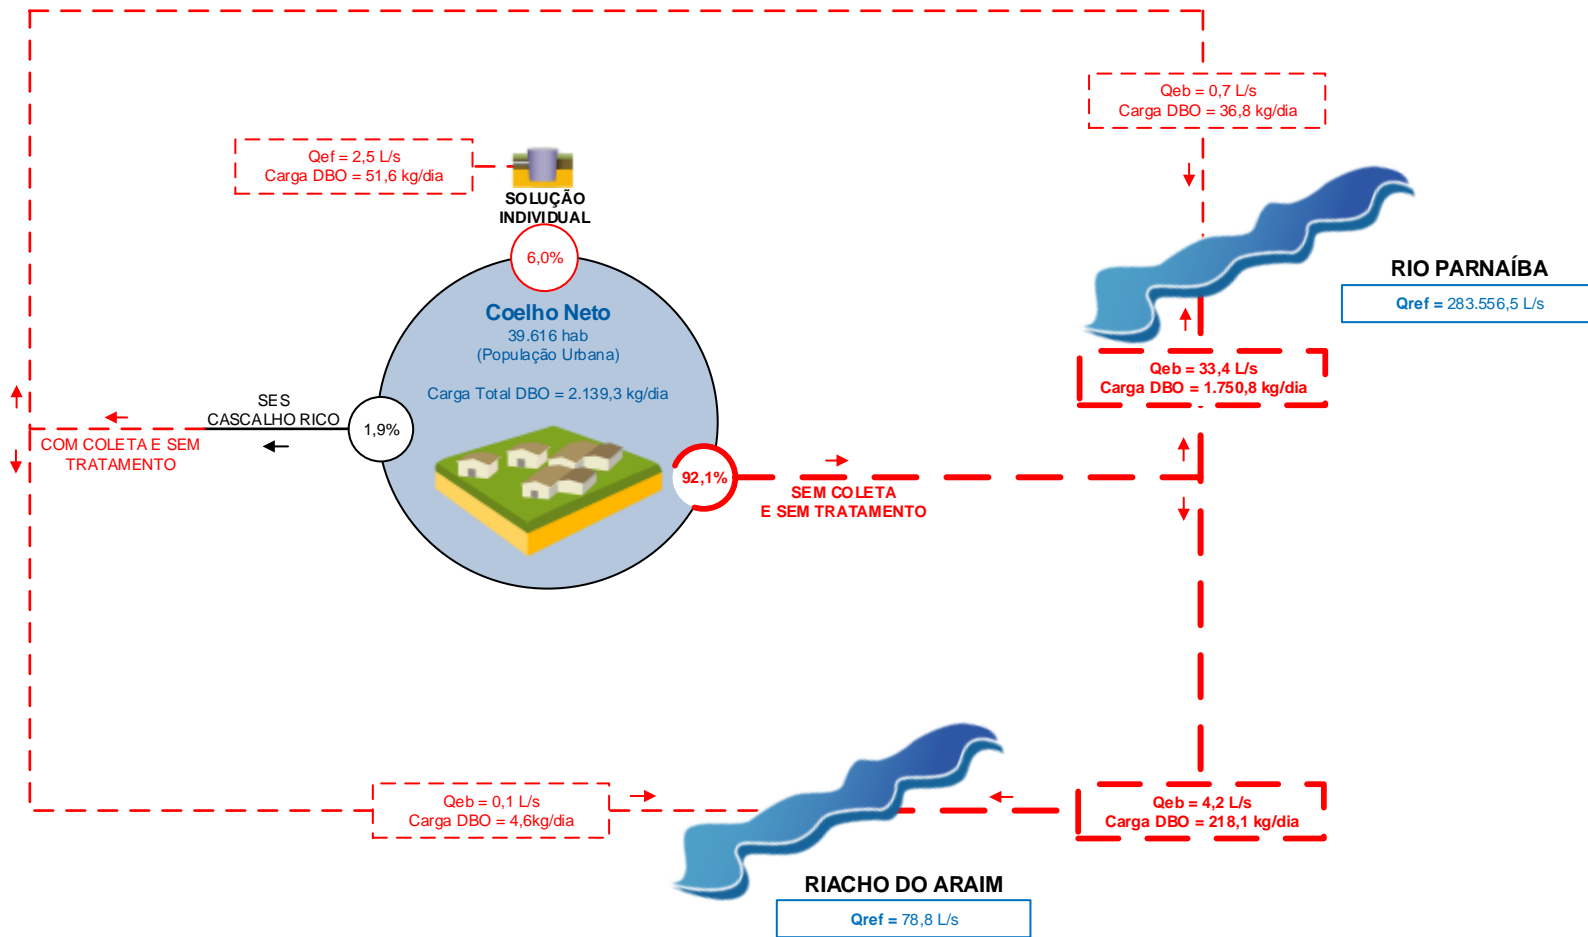 Qeb = 0,7 L/s
Carga DBO = 36,8 kg/dia
Qef = 2,5 L/s
Carga DBO = 51,6 kg/dia
SOLUÇÃO
INDIVIDUAL
6,0%
RIO PARNAÍBA
Qref = 283.556,5 L/s
Coelho Neto
39.616 hab
(População Urbana)
Carga Total DBO = 2.139,3 kg/dia
Qeb = 33,4 L/s
Carga DBO = 1.750,8 kg/dia
SES
CASCALHO RICO
1,9%
COM COLETA E SEM
TRATAMENTO
92,1%
SEM COLETA
E SEM TRATAMENTO
Qeb = 0,1 L/s
Carga DBO = 4,6kg/dia
Qeb = 4,2 L/s
Carga DBO = 218,1 kg/dia
RIACHO DO ARAIM
Qref = 78,8 L/s